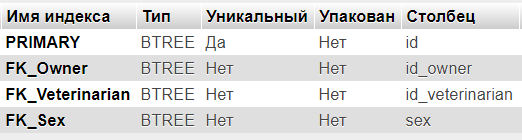 Имя индекса Тип Уникальный Упакован Столбец
PRIMARY BTREE Да Нет id
FK_Owner BTREE Нет Нет id_owner
FK_Veterinarian BTREE Нет Нет id_veterinarian
FK_Sex BTREE Нет Нет sex